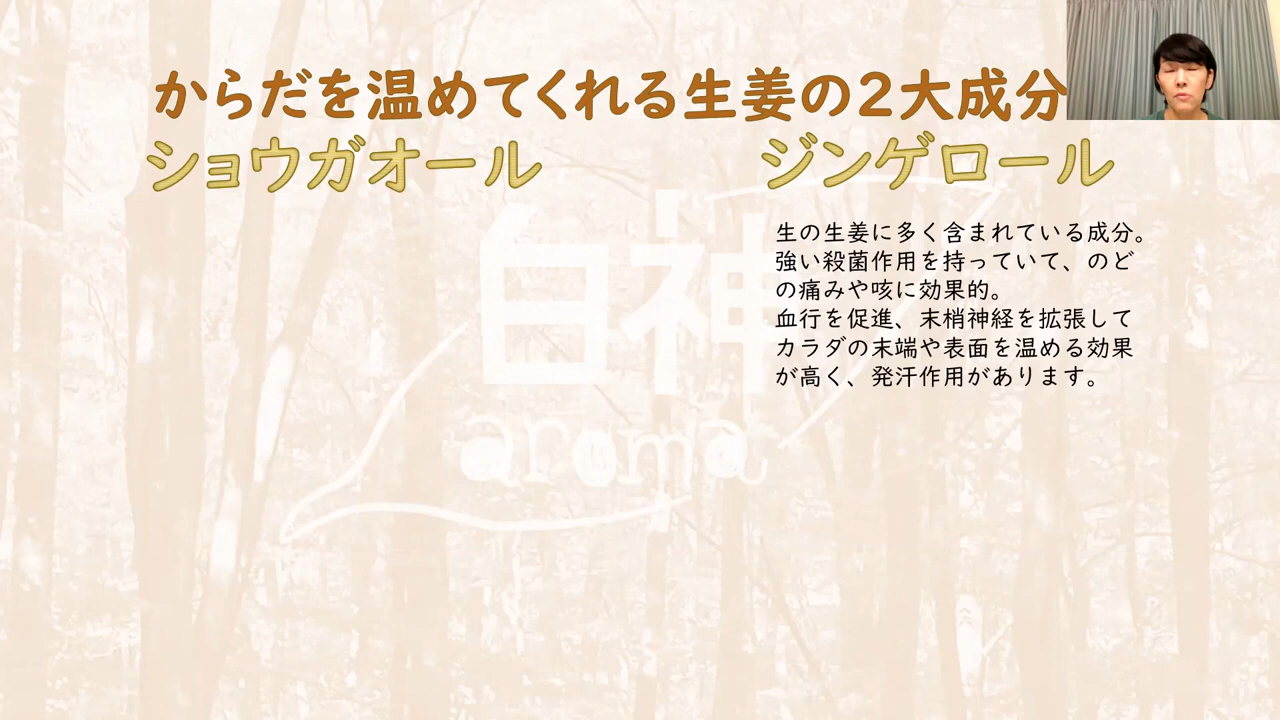 からだを温めてくれる生姜の2大成分
ショウガオール
ジンゲロール
生の生姜に多く含まれている成分。
強い殺菌作用を持っていて、のど
の痛みや咳に効果的。
血行を促進、末梢神経を拡張して
カラダの末端や表面を温める効果
が高く、発汗作用があります。
白神
aroma